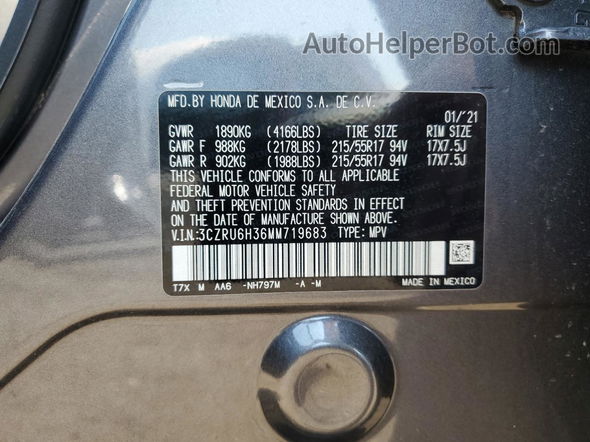 AutoHelperBot.com
MFD.BY HONDA DE MEXICO S.A. DE C.V.
01/'21
GVWR 1890KG (4166LBS) TIRE SIZE RIM SIZE
GAWR F 988KG (2178LBS) 215/55R17 94V 17X7.5J
GAWR R 902KG (1988LBS) 215/55R17 94V 17X7.5J
THIS VEHICLE CONFORMS TO ALL APPLICABLE
FEDERAL MOTOR VEHICLE SAFETY
AND THEFT PREVENTION STANDARDS IN EFFECT
ON THE DATE OF MANUFACTURE SHOWN ABOVE.
V.I.N:3CZRU6H36MM719683 TYPE: MPV
T7X M AA6 -NH797M -A -M MADE IN MEXICO
AutoHelperBot.com